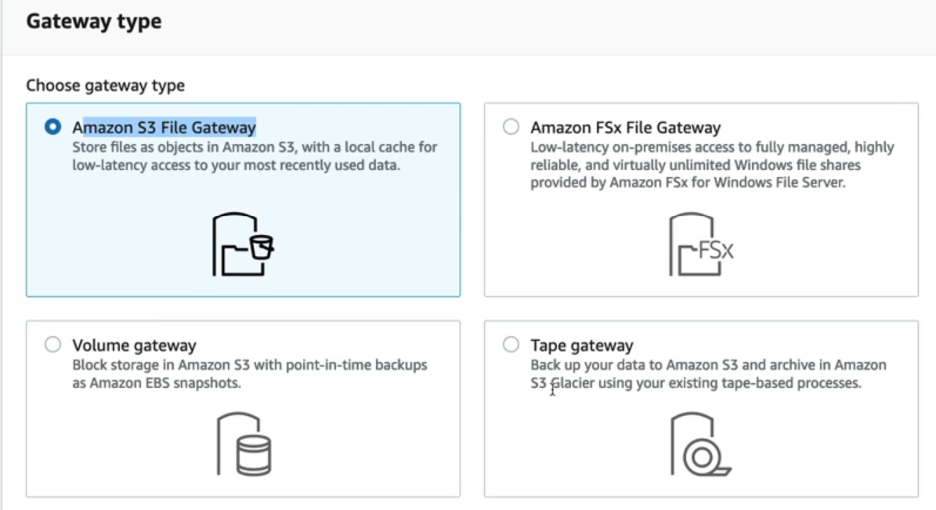 Gateway type
Choose gateway type
Amazon S3 File Gateway
Store files as objects in Amazon S3, with a local cache for
low-latency access to your most recently used data.
Amazon FSx File Gateway
Low-latency on-premises access to fully managed, highly
reliable, and virtually unlimited Windows file shares
provided by Amazon FSx for Windows File Server.
FSx
Volume gateway
Block storage in Amazon S3 with point-in-time backups
as Amazon EBS snapshots.
Tape gateway
Back up your data to Amazon S3 and archive in Amazon
S3 Glacier using your existing tape-based processes.